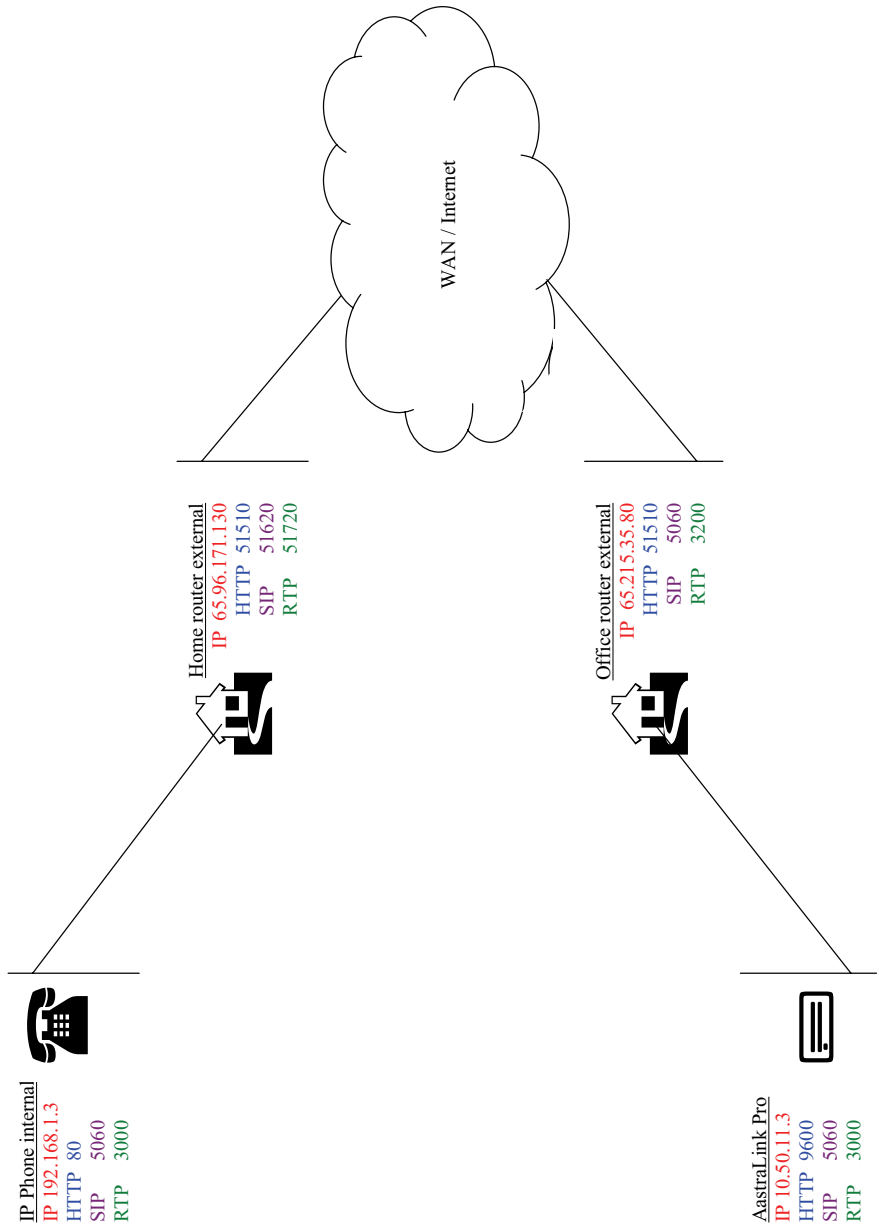 IP Phone internal
IP 192.168.1.3
HTTP 80
SIP 5060
RTP 3000
Home router external
IP 65.96.171.130
HTTP 51510
SIP 51620
RTP 51720
WAN / Internet
Office router external
IP 65.215.35.80
HTTP 51510
SIP 5060
RTP 3200
AastraLink Pro
IP 10.50.11.3
HTTP 9600
SIP 5060
RTP 3000